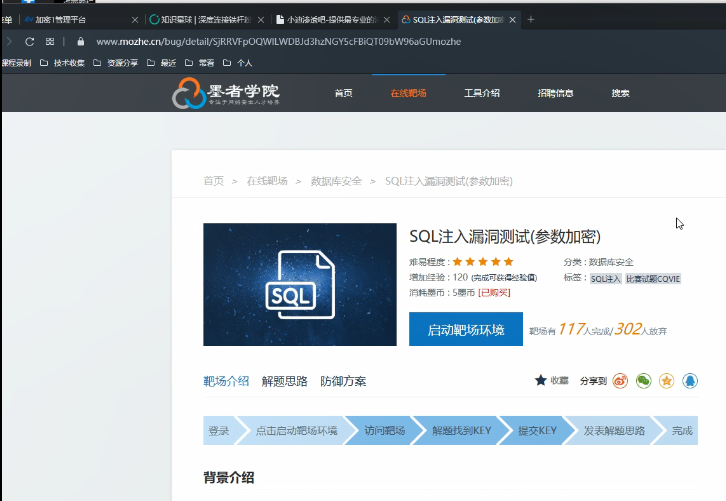 加密T管理平台
知识星球 | 深度连接铁杆粉
小迪渗透吧-提供最专业的
SQL注入漏洞测试(参数加密
www.mozhe.cn/bug/detail/SjRRVFpOQWlLWDBJd3hzNGY5cFBiQT09bW96aGUmozhe
课程录制 技术收集 资源分享 最近 常看 个人
墨者学院
专注于网络安全人才培养
首页 在线靶场 工具介绍 招聘信息 搜索
首页 > 在线靶场 > 数据库安全 > SQL注入漏洞测试(参数加密)
SQL
SQL注入漏洞测试(参数加密)
难易程度 : 分类 : 数据库安全
增加经验 : 120 (完成可获得经验值) 标签 : SQL注入 比赛试题CQVIE
消耗墨币 : 5墨币 [已购买]
启动靶场环境 靶场有 117人完成/302人放弃
靶场介绍 解题思路 防御方案 收藏 分享到
登录 点击启动靶场环境 访问靶场 解题找到KEY 提交KEY 发表解题思路 完成
背景介绍